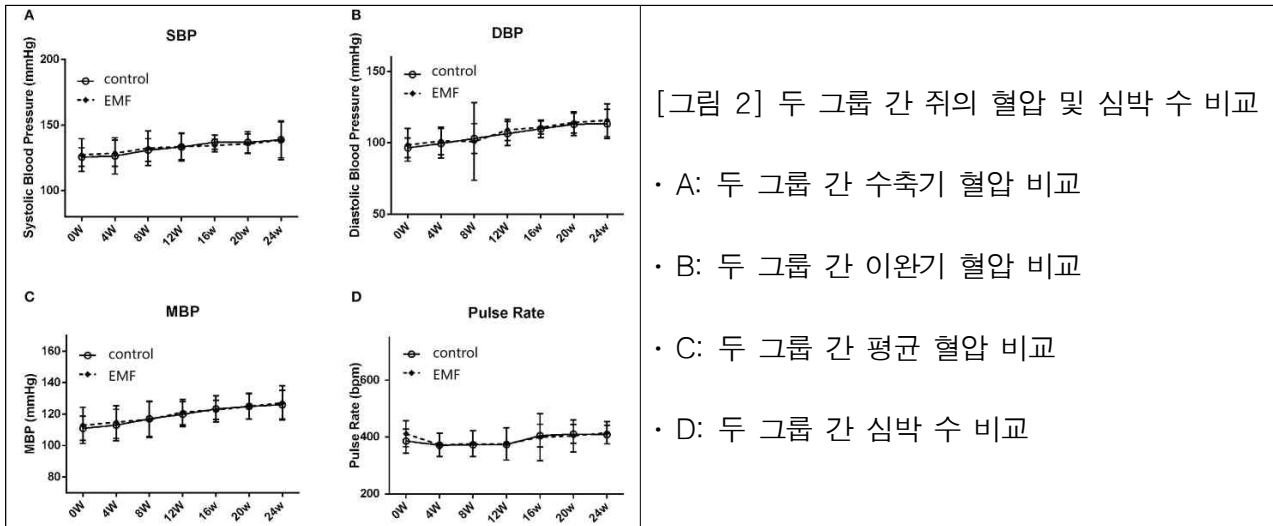 A
SBP
Systolic Blood Pressure (mmHg)
200
150
100
control
EMF
0W 4W 8W 12W 16w 20w 24w
B
DBP
Diastolic Blood Pressure (mmHg)
150
100
50
control
EMF
0W 4W 8W 12W 16w 20w 24w
C
MBP
MBP (mmHg)
160
140
120
100
80
control
EMF
0W 4W 8W 12W 16w 20w 24w
D
Pulse Rate
Pulse Rate (bpm)
600
400
200
control
EMF
0W 4W 8W 12W 16w 20w 24w
[그림 2] 두 그룹 간 쥐의 혈압 및 심박 수 비교
· A: 두 그룹 간 수축기 혈압 비교
· B: 두 그룹 간 이완기 혈압 비교
· C: 두 그룹 간 평균 혈압 비교
· D: 두 그룹 간 심박 수 비교